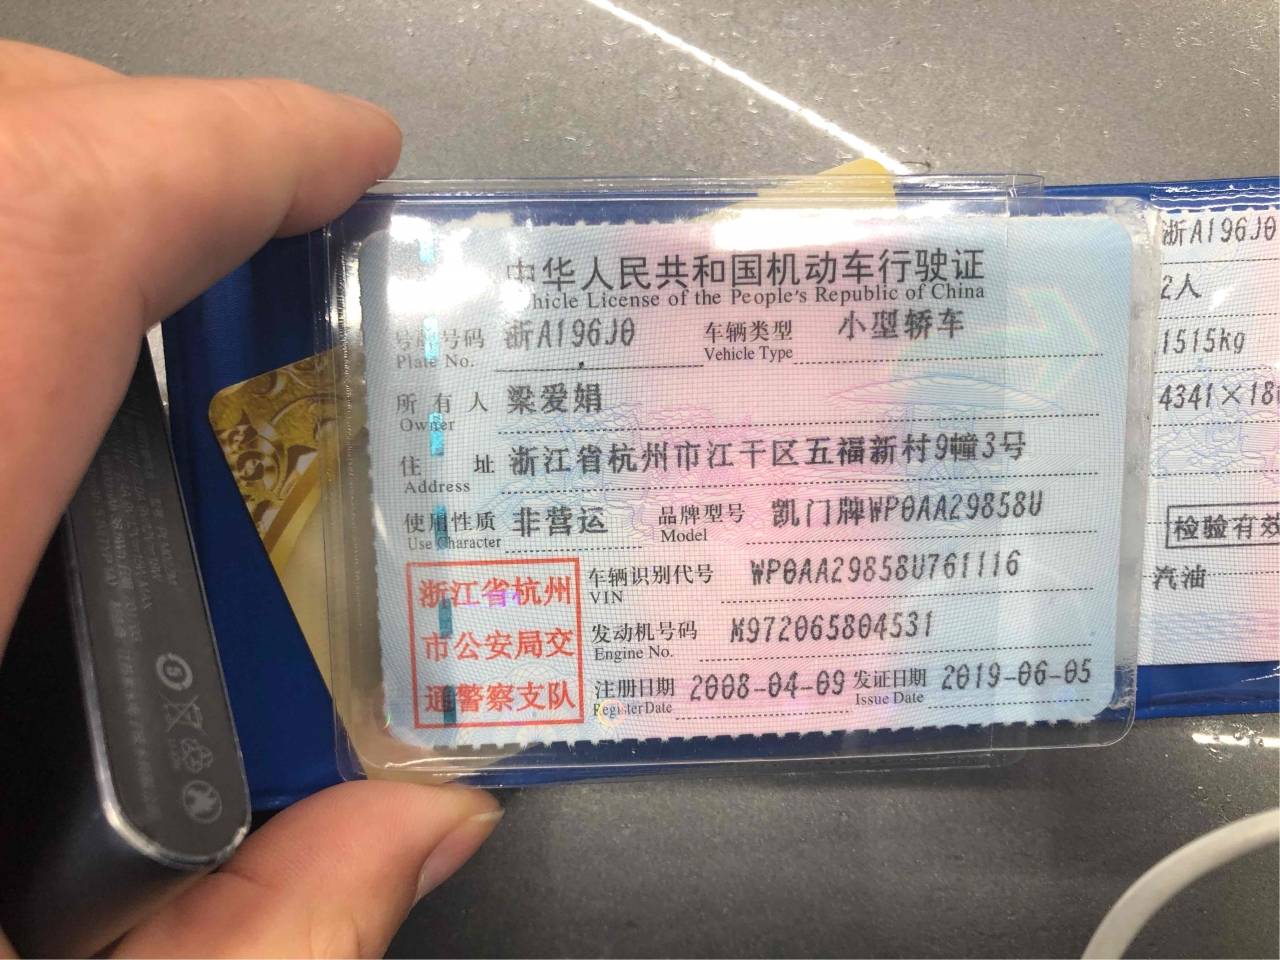 中华人民共和国机动车行驶证
Vehicle License of the People's Republic of China
号牌号码 浙A196J0 车辆类型 小型轿车
Plate No. Vehicle Type
所有人 梁爱娟
Owner
住址 浙江省杭州市江干区五福新村9幢3号
Address
使用性质 非营运 品牌型号 凯门牌WP0AA29858U
Use Character Model
浙江省杭州
市公安局交
通警察支队
车辆识别代号 WP0AA29858U761116
VIN
发动机号码 M972065804531
Engine No.
注册日期 2008-04-09 发证日期 2019-06-05
Register Date Issue Date
浙A196J0
2人
1515kg
4341×18
检验有效
汽油